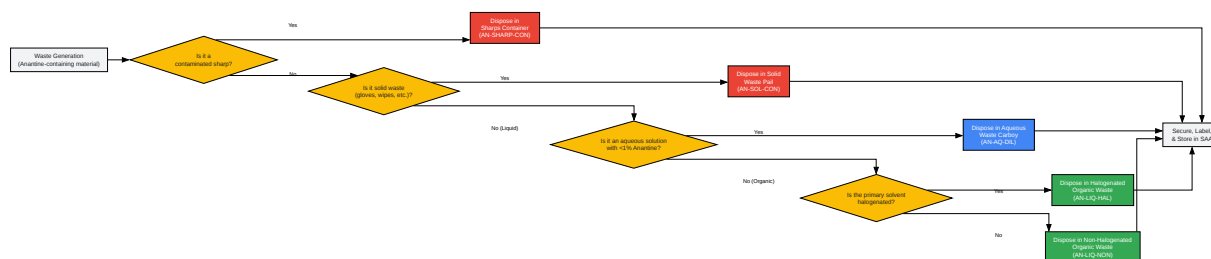 Waste Generation
(Anantine-containing material)
Is it a
contaminated sharp?
Yes
Dispose in
Sharps Container
(AN-SHARP-CON)
No
Is it solid waste
(gloves, wipes, etc.)?
Yes
Dispose in Solid
Waste Pail
(AN-SOL-CON)
No (Liquid)
Is it an aqueous solution
with <1% Anantine?
Yes
Dispose in Aqueous
Waste Carboy
(AN-AQ-DIL)
No (Organic)
Is the primary solvent
halogenated?
Yes
Dispose in Halogenated
Organic Waste
(AN-LIQ-HAL)
No
Dispose in Non-Halogenated
Organic Waste
(AN-LIQ-NON)
Secure, Label,
& Store in SAA